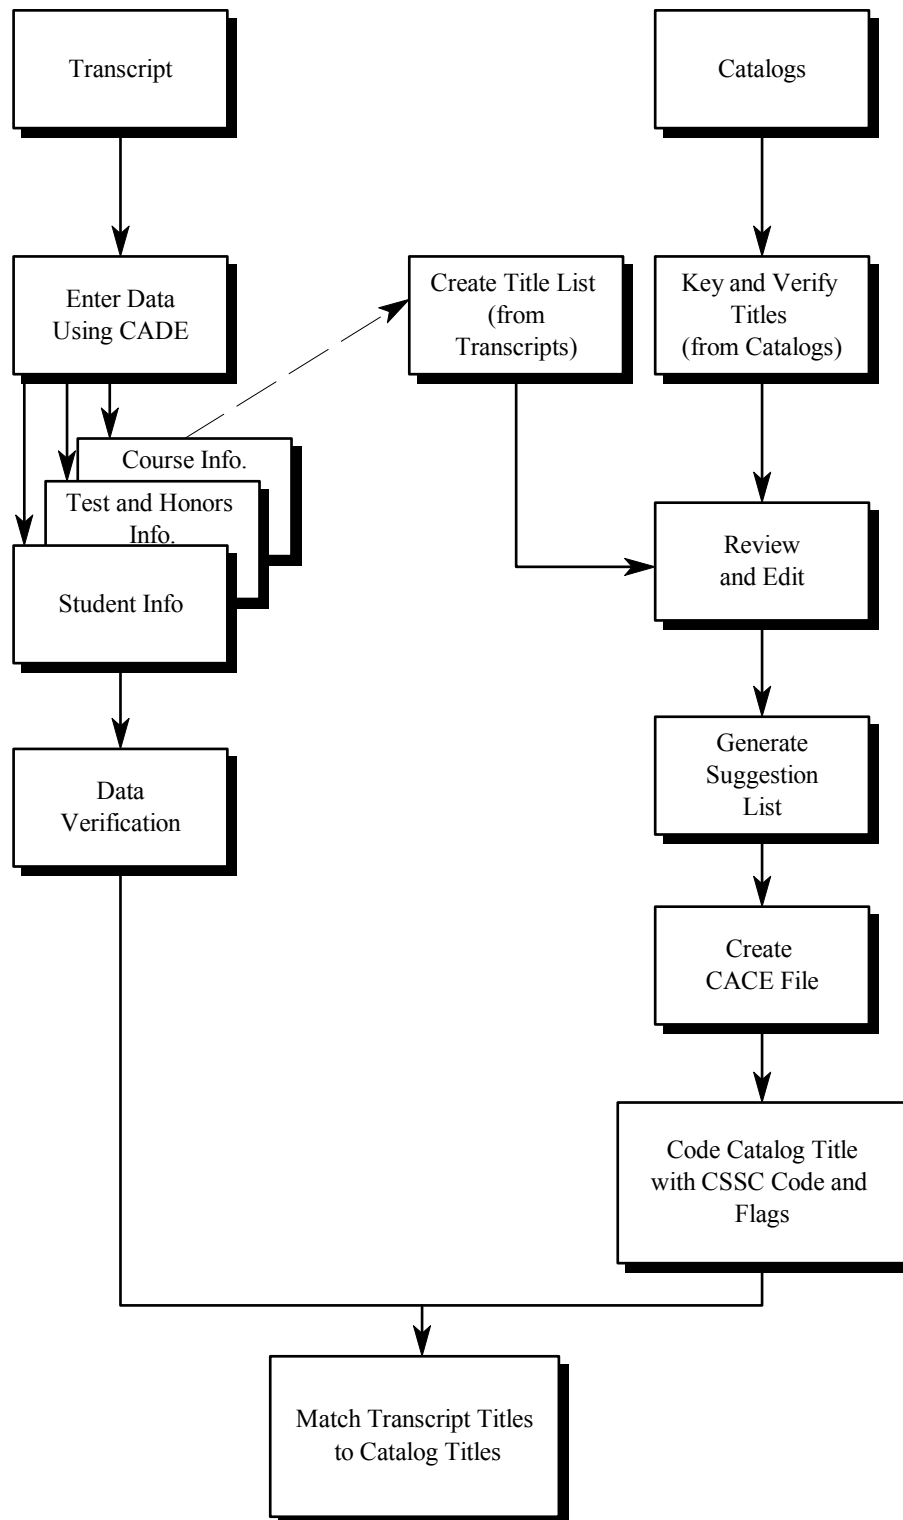 Transcript
Catalogs
Enter Data
Using CADE
Create Title List
(from
Transcripts)
Key and Verify
Titles
(from Catalogs)
Course Info.
Test and Honors
Info.
Student Info
Review
and Edit
Data
Verification
Generate
Suggestion
List
Create
CACE File
Code Catalog Title
with CSSC Code and
Flags
Match Transcript Titles
to Catalog Titles